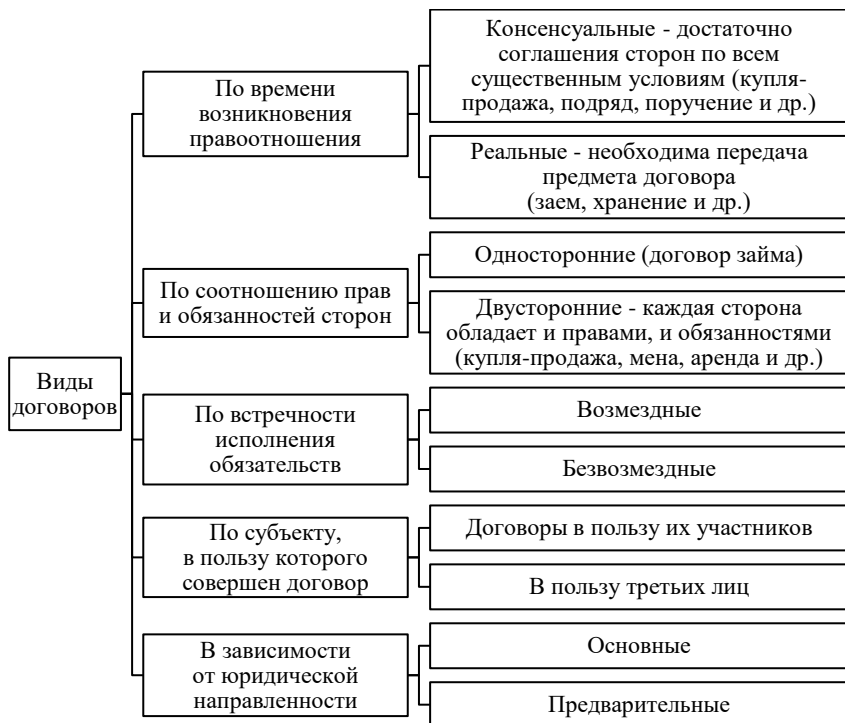 Виды
договоров
По времени
возникновения
правоотношения
Консенсуальные - достаточно
соглашения сторон по всем
существенным условиям (купля-
продажа, подряд, поручение и др.)
Реальные - необходима передача
предмета договора
(заем, хранение и др.)
По соотношению прав
и обязанностей сторон
Односторонние (договор займа)
Двусторонние - каждая сторона
обладает и правами, и обязанностями
(купля-продажа, мена, аренда и др.)
По встречности
исполнения
обязательств
Возмездные
Безвозмездные
По субъекту,
в пользу которого
совершен договор
Договоры в пользу их участников
В пользу третьих лиц
В зависимости
от юридической
направленности
Основные
Предварительные